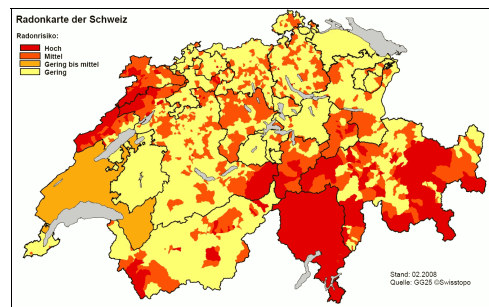 Radonkarte der Schweiz
Radonrisiko:
Hoch
Mittel
Gering bis mittel
Gering
Stand: 02.2008
Quelle: GG25 ©Swisstopo